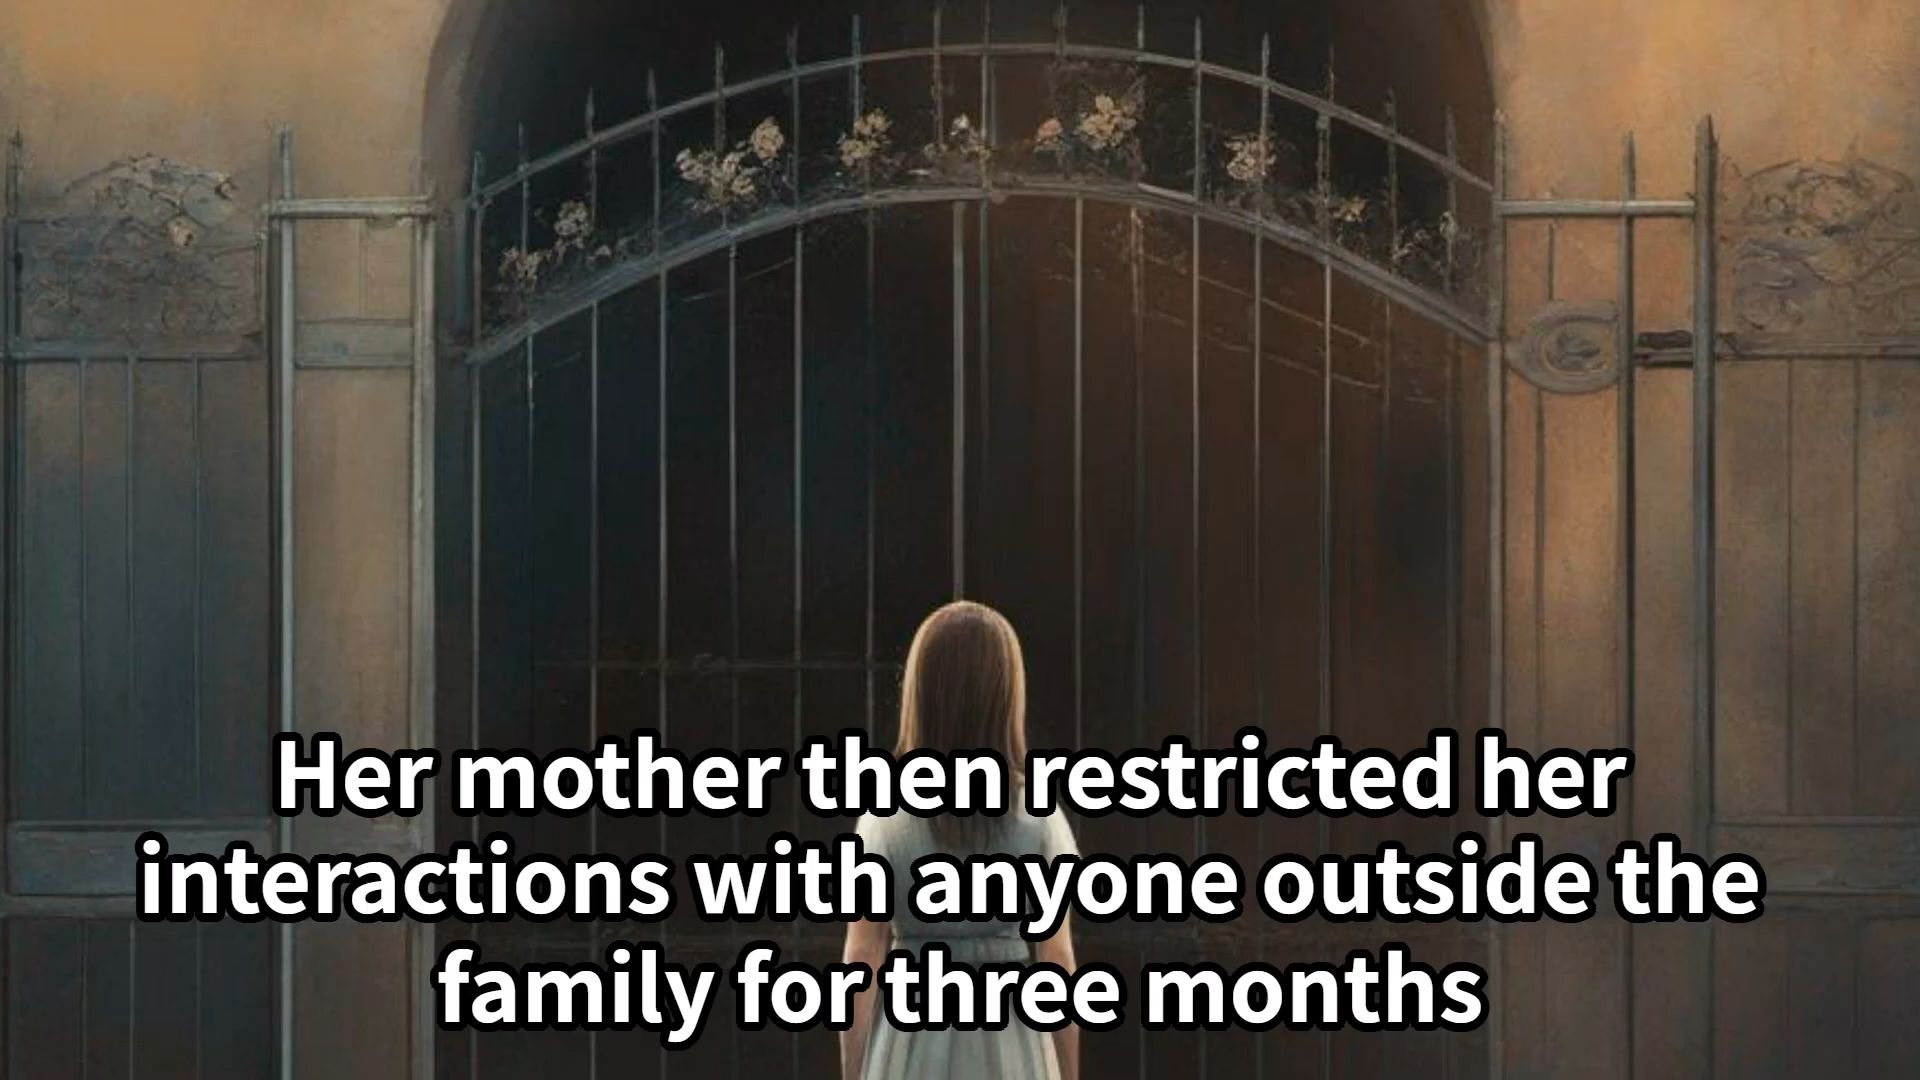 Her mother then restricted her
interactions with anyone outside the
family for three months